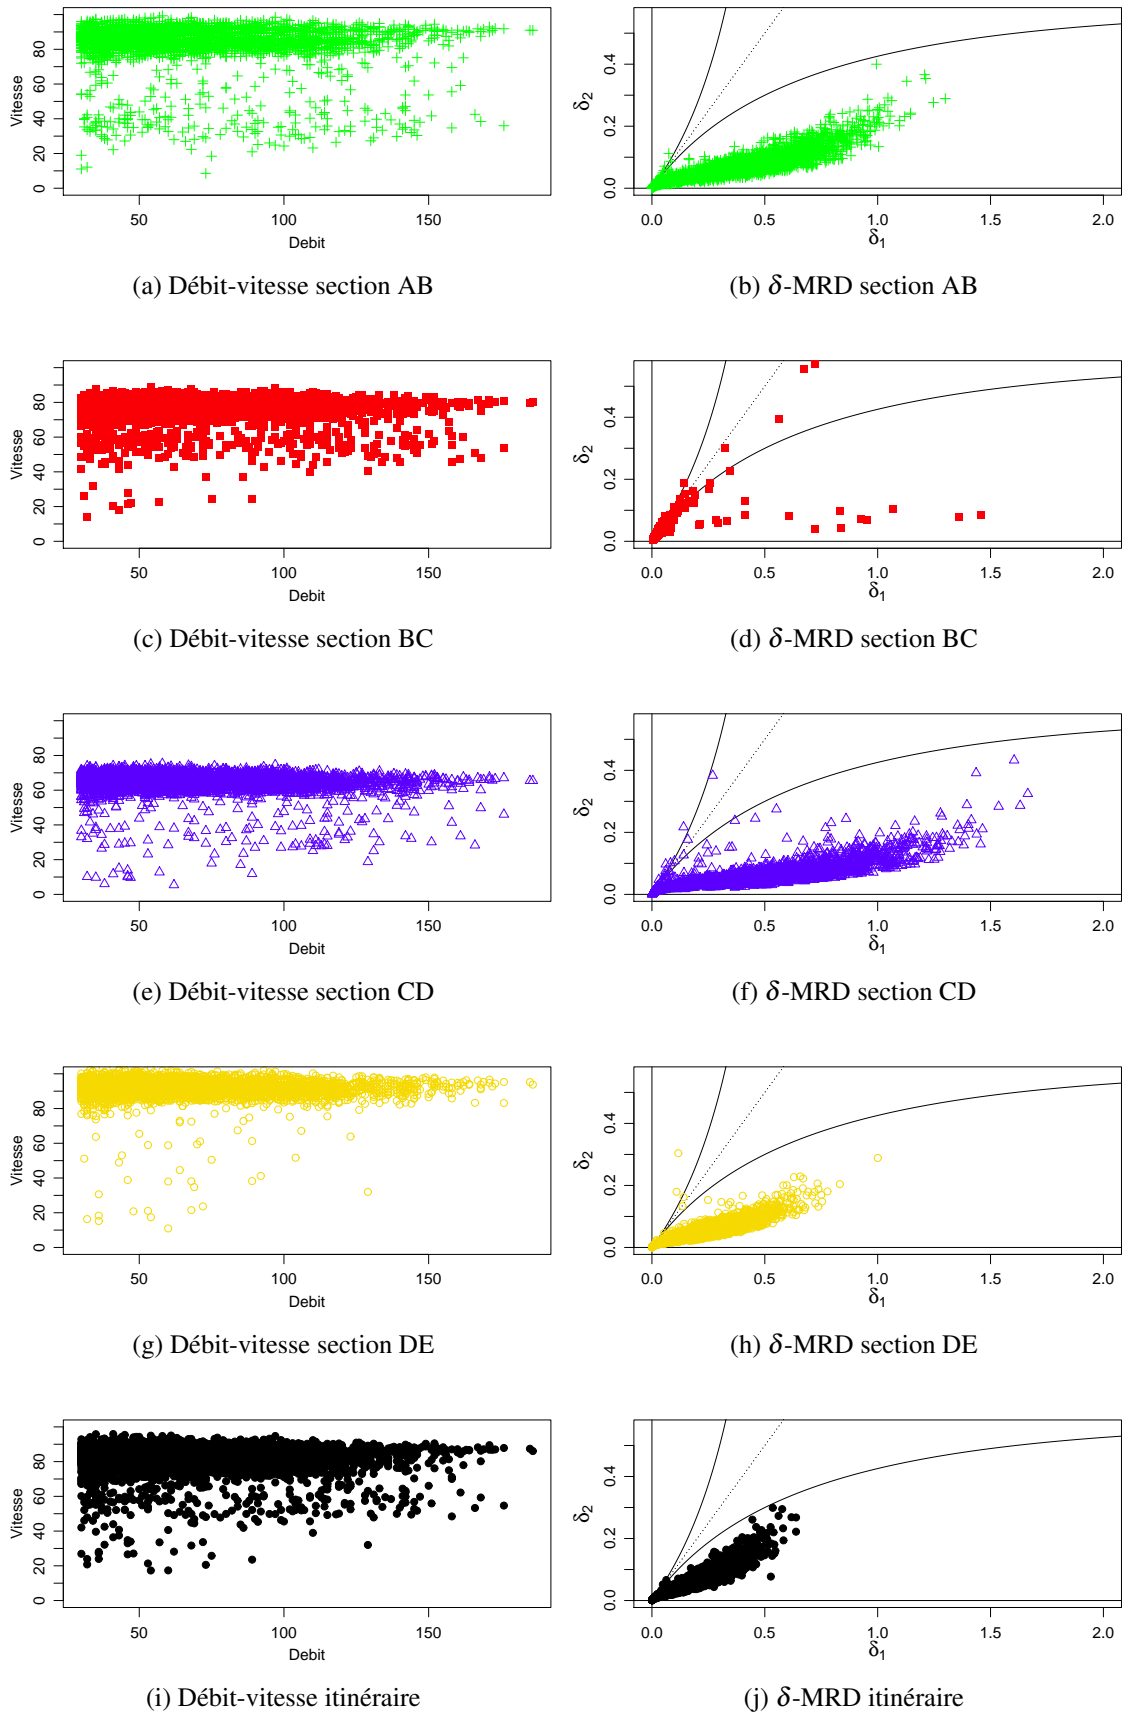 Vitesse
0 20 40 60 80
50 100 150
Debit
δ2
0.0 0.2 0.4
0.0 0.5 1.0 1.5 2.0
δ1
(a) Débit-vitesse section AB
(b) δ-MRD section AB
Vitesse
0 20 40 60 80
50 100 150
Debit
δ2
0.0 0.2 0.4
0.0 0.5 1.0 1.5 2.0
δ1
(c) Débit-vitesse section BC
(d) δ-MRD section BC
Vitesse
0 20 40 60 80
50 100 150
Debit
δ2
0.0 0.2 0.4
0.0 0.5 1.0 1.5 2.0
δ1
(e) Débit-vitesse section CD
(f) δ-MRD section CD
Vitesse
0 20 40 60 80
50 100 150
Debit
δ2
0.0 0.2 0.4
0.0 0.5 1.0 1.5 2.0
δ1
(g) Débit-vitesse section DE
(h) δ-MRD section DE
Vitesse
0 20 40 60 80
50 100 150
Debit
δ2
0.0 0.2 0.4
0.0 0.5 1.0 1.5 2.0
δ1
(i) Débit-vitesse itinéraire
(j) δ-MRD itinéraire